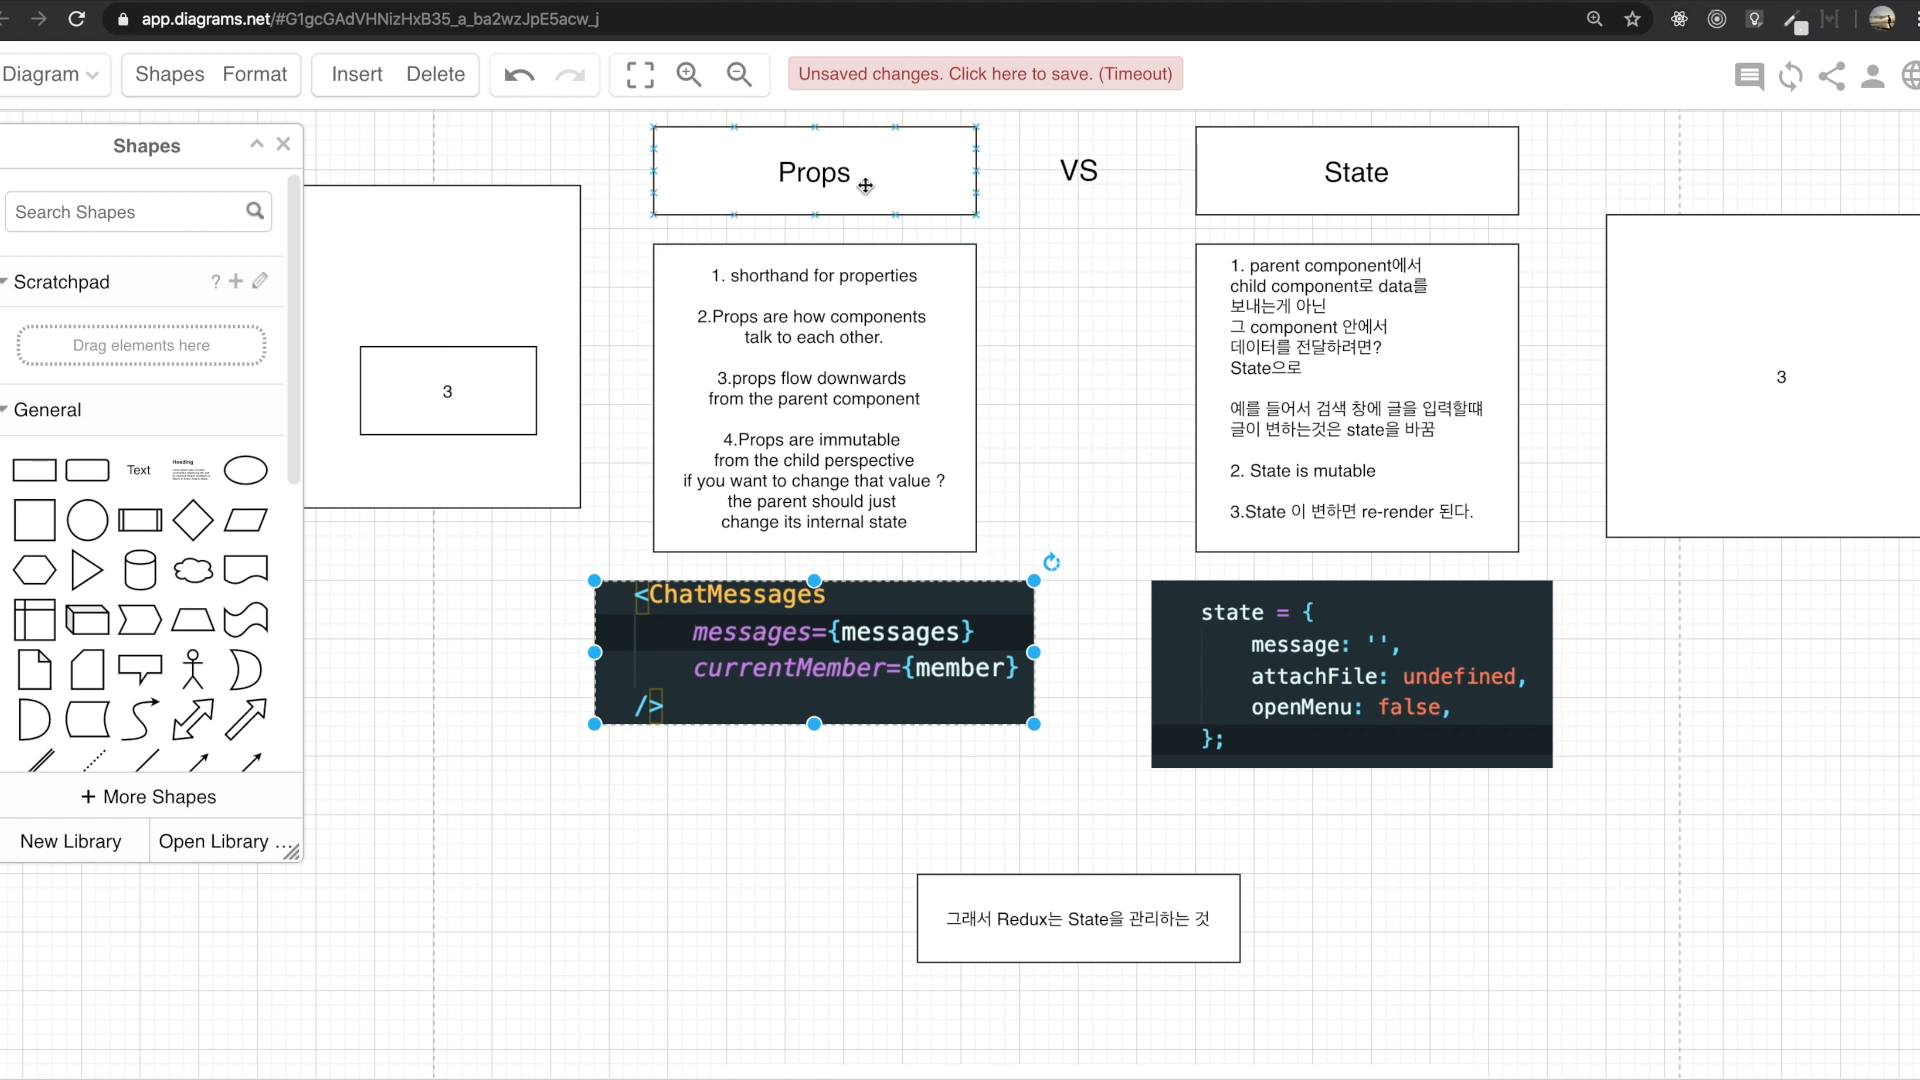 app.diagrams.net/#G1gcGAdVHNizHxB35_a_ba2wzJpE5acw_j
Diagram
Shapes Format
Insert Delete
Unsaved changes. Click here to save. (Timeout)
Shapes
Search Shapes
Scratchpad
? +
Drag elements here
General
Text
Heading
+ More Shapes
New Library
Open Library ...
3
Props
VS
State
1. shorthand for properties
2.Props are how components
talk to each other.
3.props flow downwards
from the parent component
4.Props are immutable
from the child perspective
if you want to change that value ?
the parent should just
change its internal state
1. parent component에서
child component로 data를
보내는게 아닌
그 component 안에서
데이터를 전달하려면?
State으로
예를 들어서 검색 창에 글을 입력할떄
글이 변하는것은 state을 바꿈
2. State is mutable
3.State 이 변하면 re-render 된다.
3
<ChatMessages
messages={messages}
currentMember={member}
/>
state = {
message: '',
attachFile: undefined,
openMenu: false,
};
그래서 Redux는 State을 관리하는 것